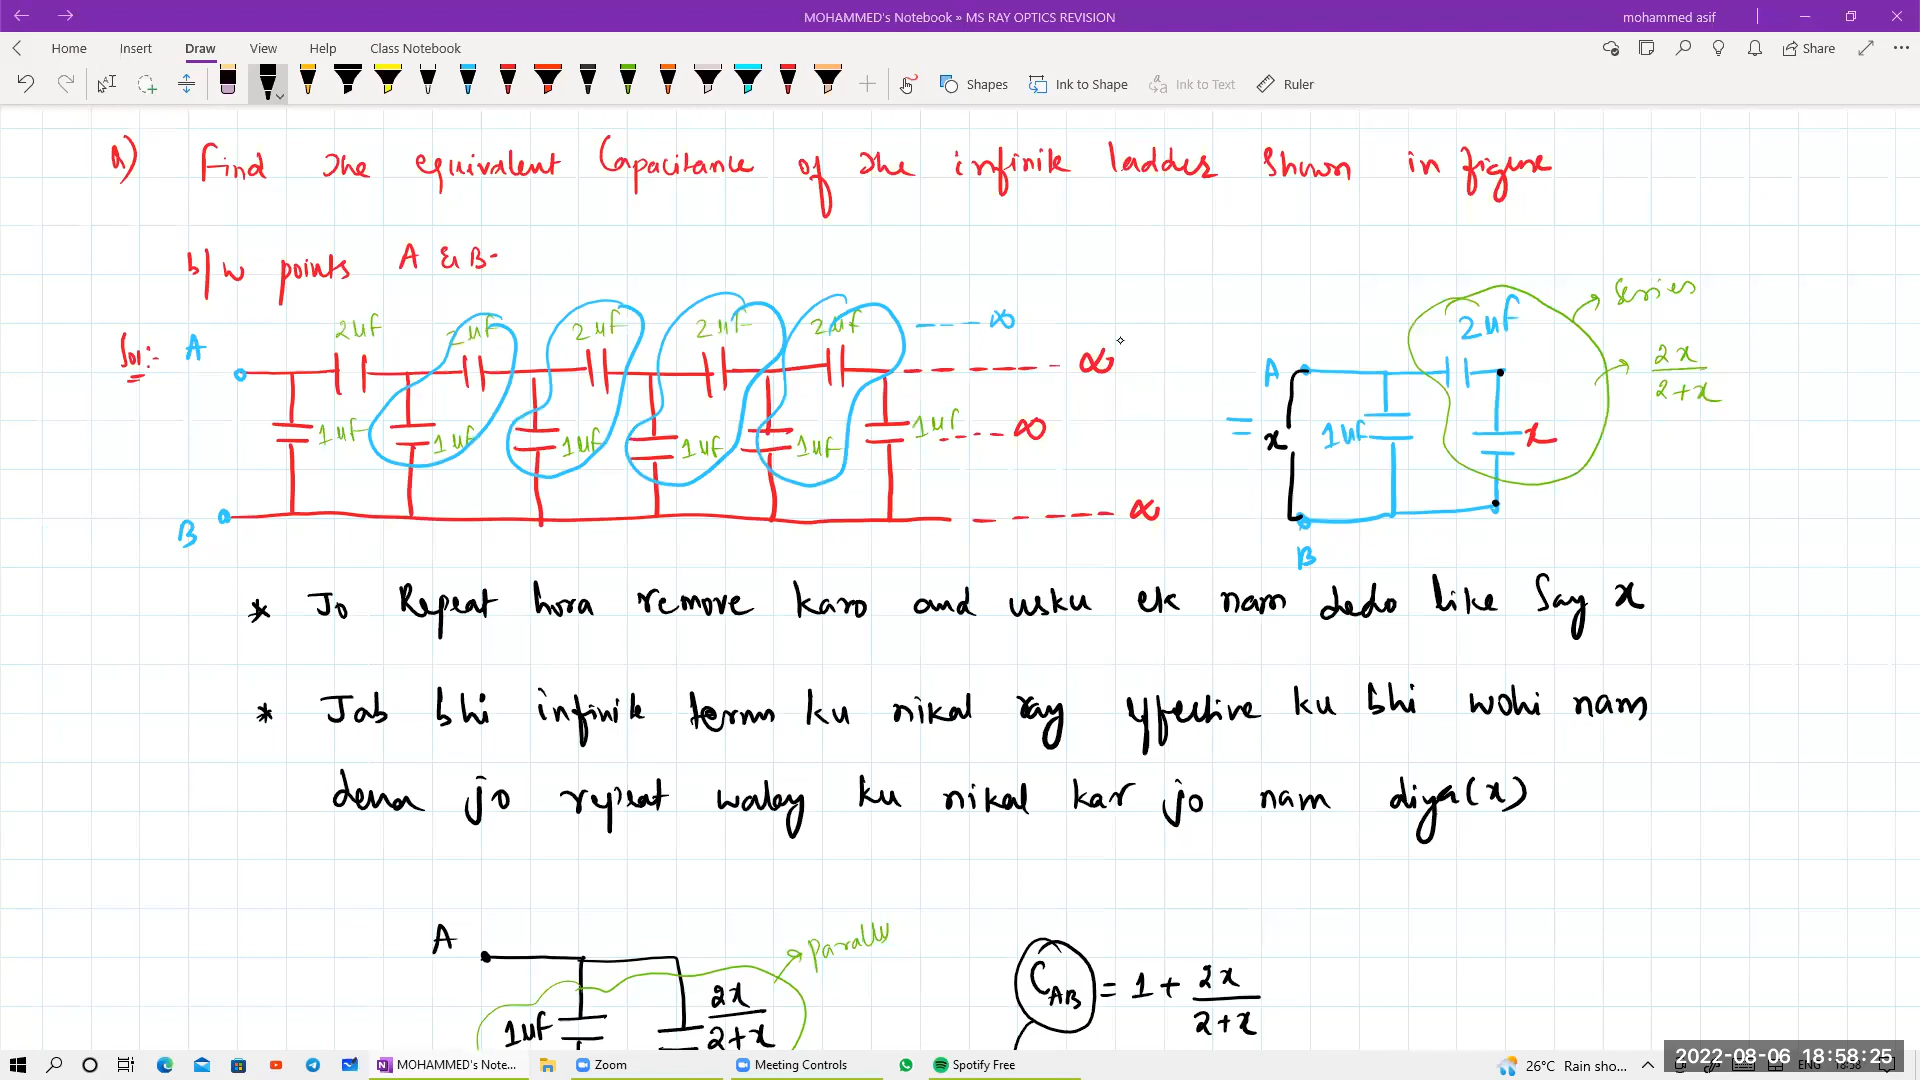 MOHAMMED's Notebook » MS RAY OPTICS REVISION
mohammed asif
Home Insert Draw View Help Class Notebook
Share
Shapes Ink to Shape Ink to Text Ruler
Q) Find the equivalent Capacitance of the infinite ladder shown in figure
b/w points A & B-
Sol:- A 2uf 2uf 2uf 2uf 2uf ---- ∞
------ ∞
1uf 1uf 1uf 1uf 1uf 1uf ---- ∞
B ------ ∞
= x A B 1uf 2uf x
Series
2x
2+x
* Jo Repeat hora remove karo and usku ek nam dedo like Say x
* Jab bhi infinite terms ku nikal ray effective ku bhi wohi nam
dena jo repeat walay ku nikal kar jo nam diya (x)
A
1uf
2x
2+x
C_AB = 1 + 2x
2+x
MOHAMMED's Note...
Zoom
Meeting Controls
Spotify Free
26°C Rain sho...
ENG
2022-08-06 18:58:25